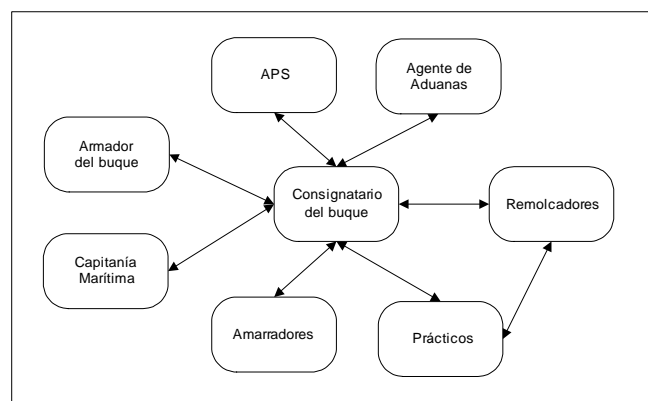 APS
Agente de
Aduanas
Armador
del buque
Consignatario
del buque
Remolcadores
Capitanía
Marítima
Amarradores
Prácticos